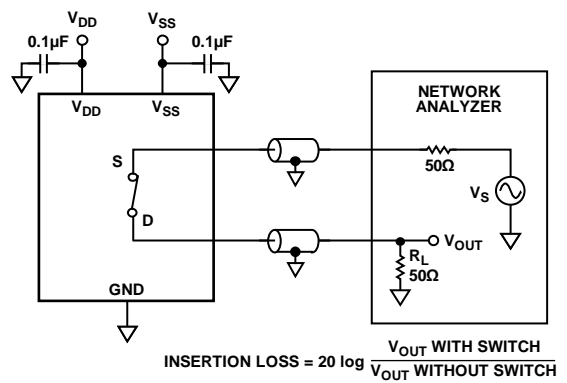 VDD VSS
0.1µF 0.1µF
VDD VSS
NETWORK
ANALYZER
S
50Ω
VS
D
VOUT
RL
50Ω
GND
INSERTION LOSS = 20 log VOUT WITH SWITCH
VOUT WITHOUT SWITCH